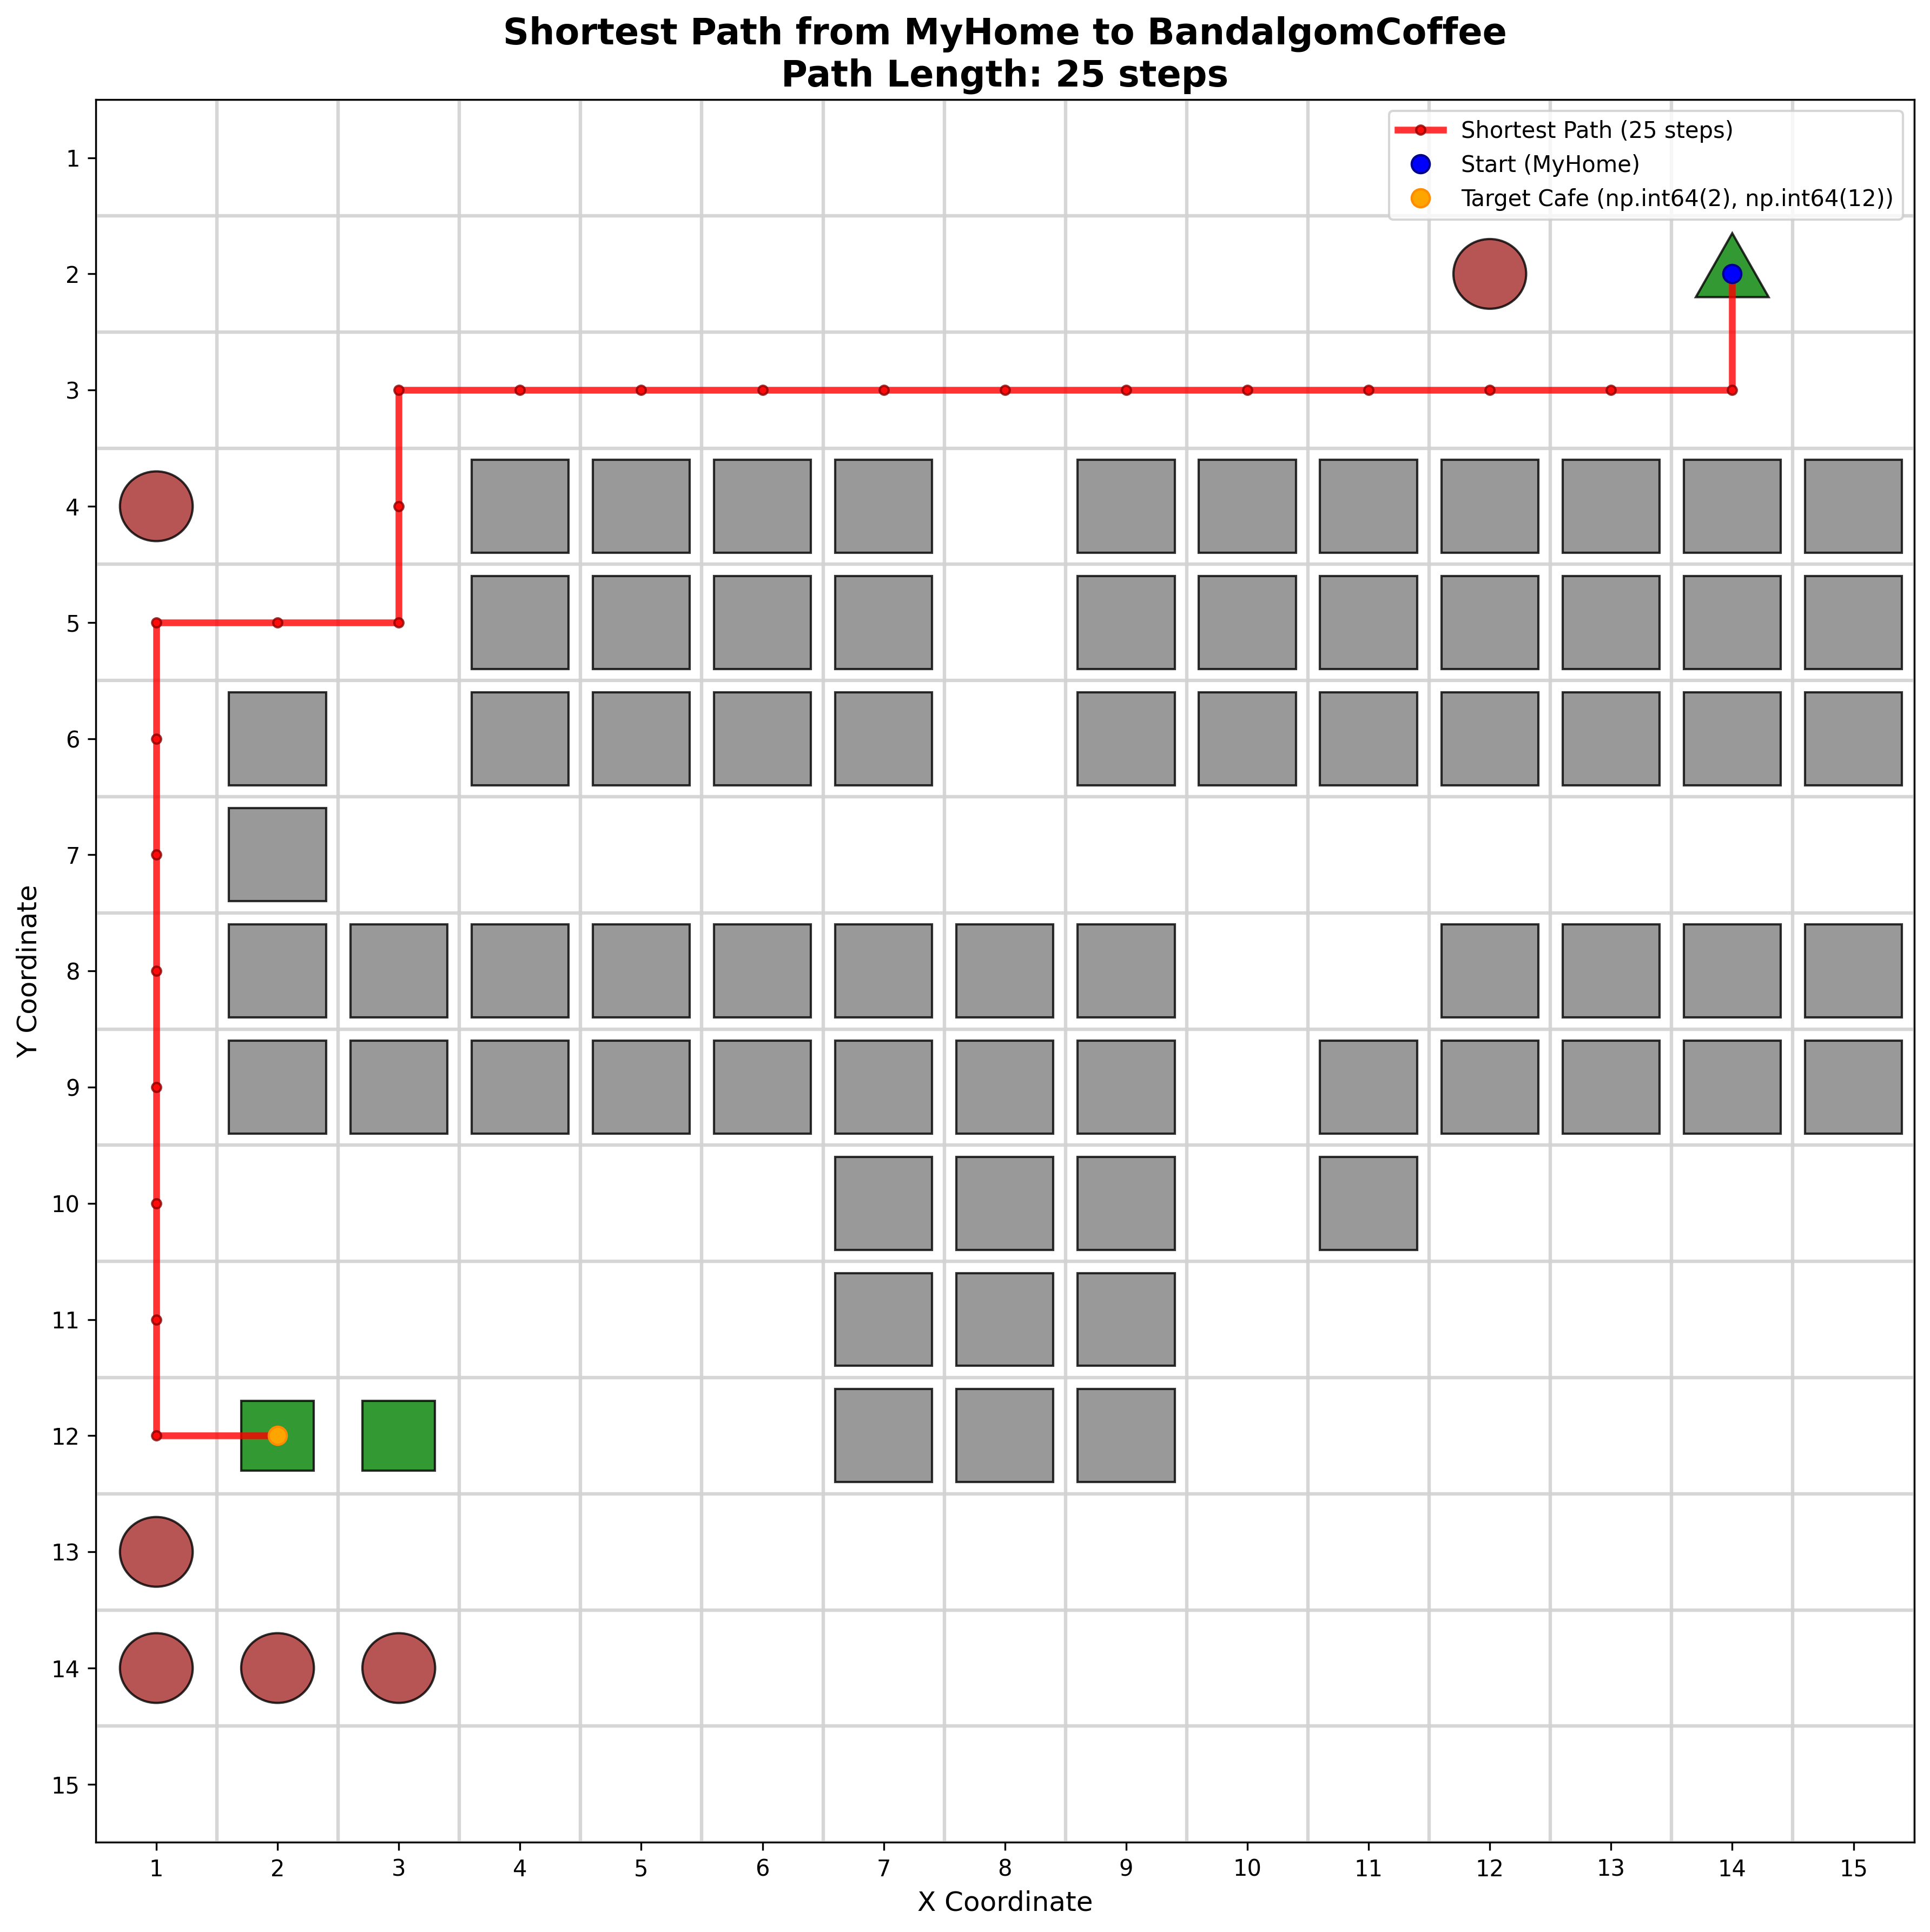 Shortest Path from MyHome to BandalgomCoffee
Path Length: 25 steps
Shortest Path (25 steps)
Start (MyHome)
Target Cafe (np.int64(2), np.int64(12))
1
2
3
4
5
6
7
8
9
10
11
12
13
14
15
Y Coordinate
1 2 3 4 5 6 7 8 9 10 11 12 13 14 15
X Coordinate